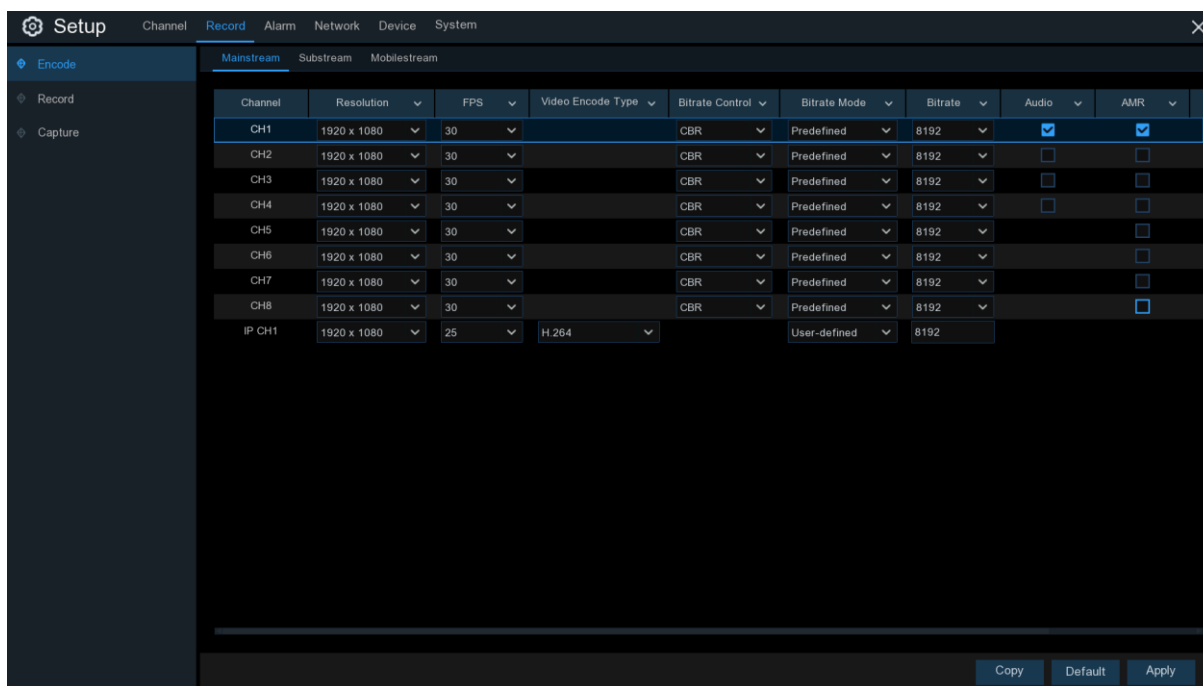 Setup Channel Record Alarm Network Device System
Encode
Record
Capture
Mainstream Substream Mobilestream
Channel Resolution FPS Video Encode Type Bitrate Control Bitrate Mode Bitrate Audio AMR
CH1 1920 x 1080 30 CBR Predefined 8192
CH2 1920 x 1080 30 CBR Predefined 8192
CH3 1920 x 1080 30 CBR Predefined 8192
CH4 1920 x 1080 30 CBR Predefined 8192
CH5 1920 x 1080 30 CBR Predefined 8192
CH6 1920 x 1080 30 CBR Predefined 8192
CH7 1920 x 1080 30 CBR Predefined 8192
CH8 1920 x 1080 30 CBR Predefined 8192
IP CH1 1920 x 1080 25 H.264 User-defined 8192
Copy Default Apply